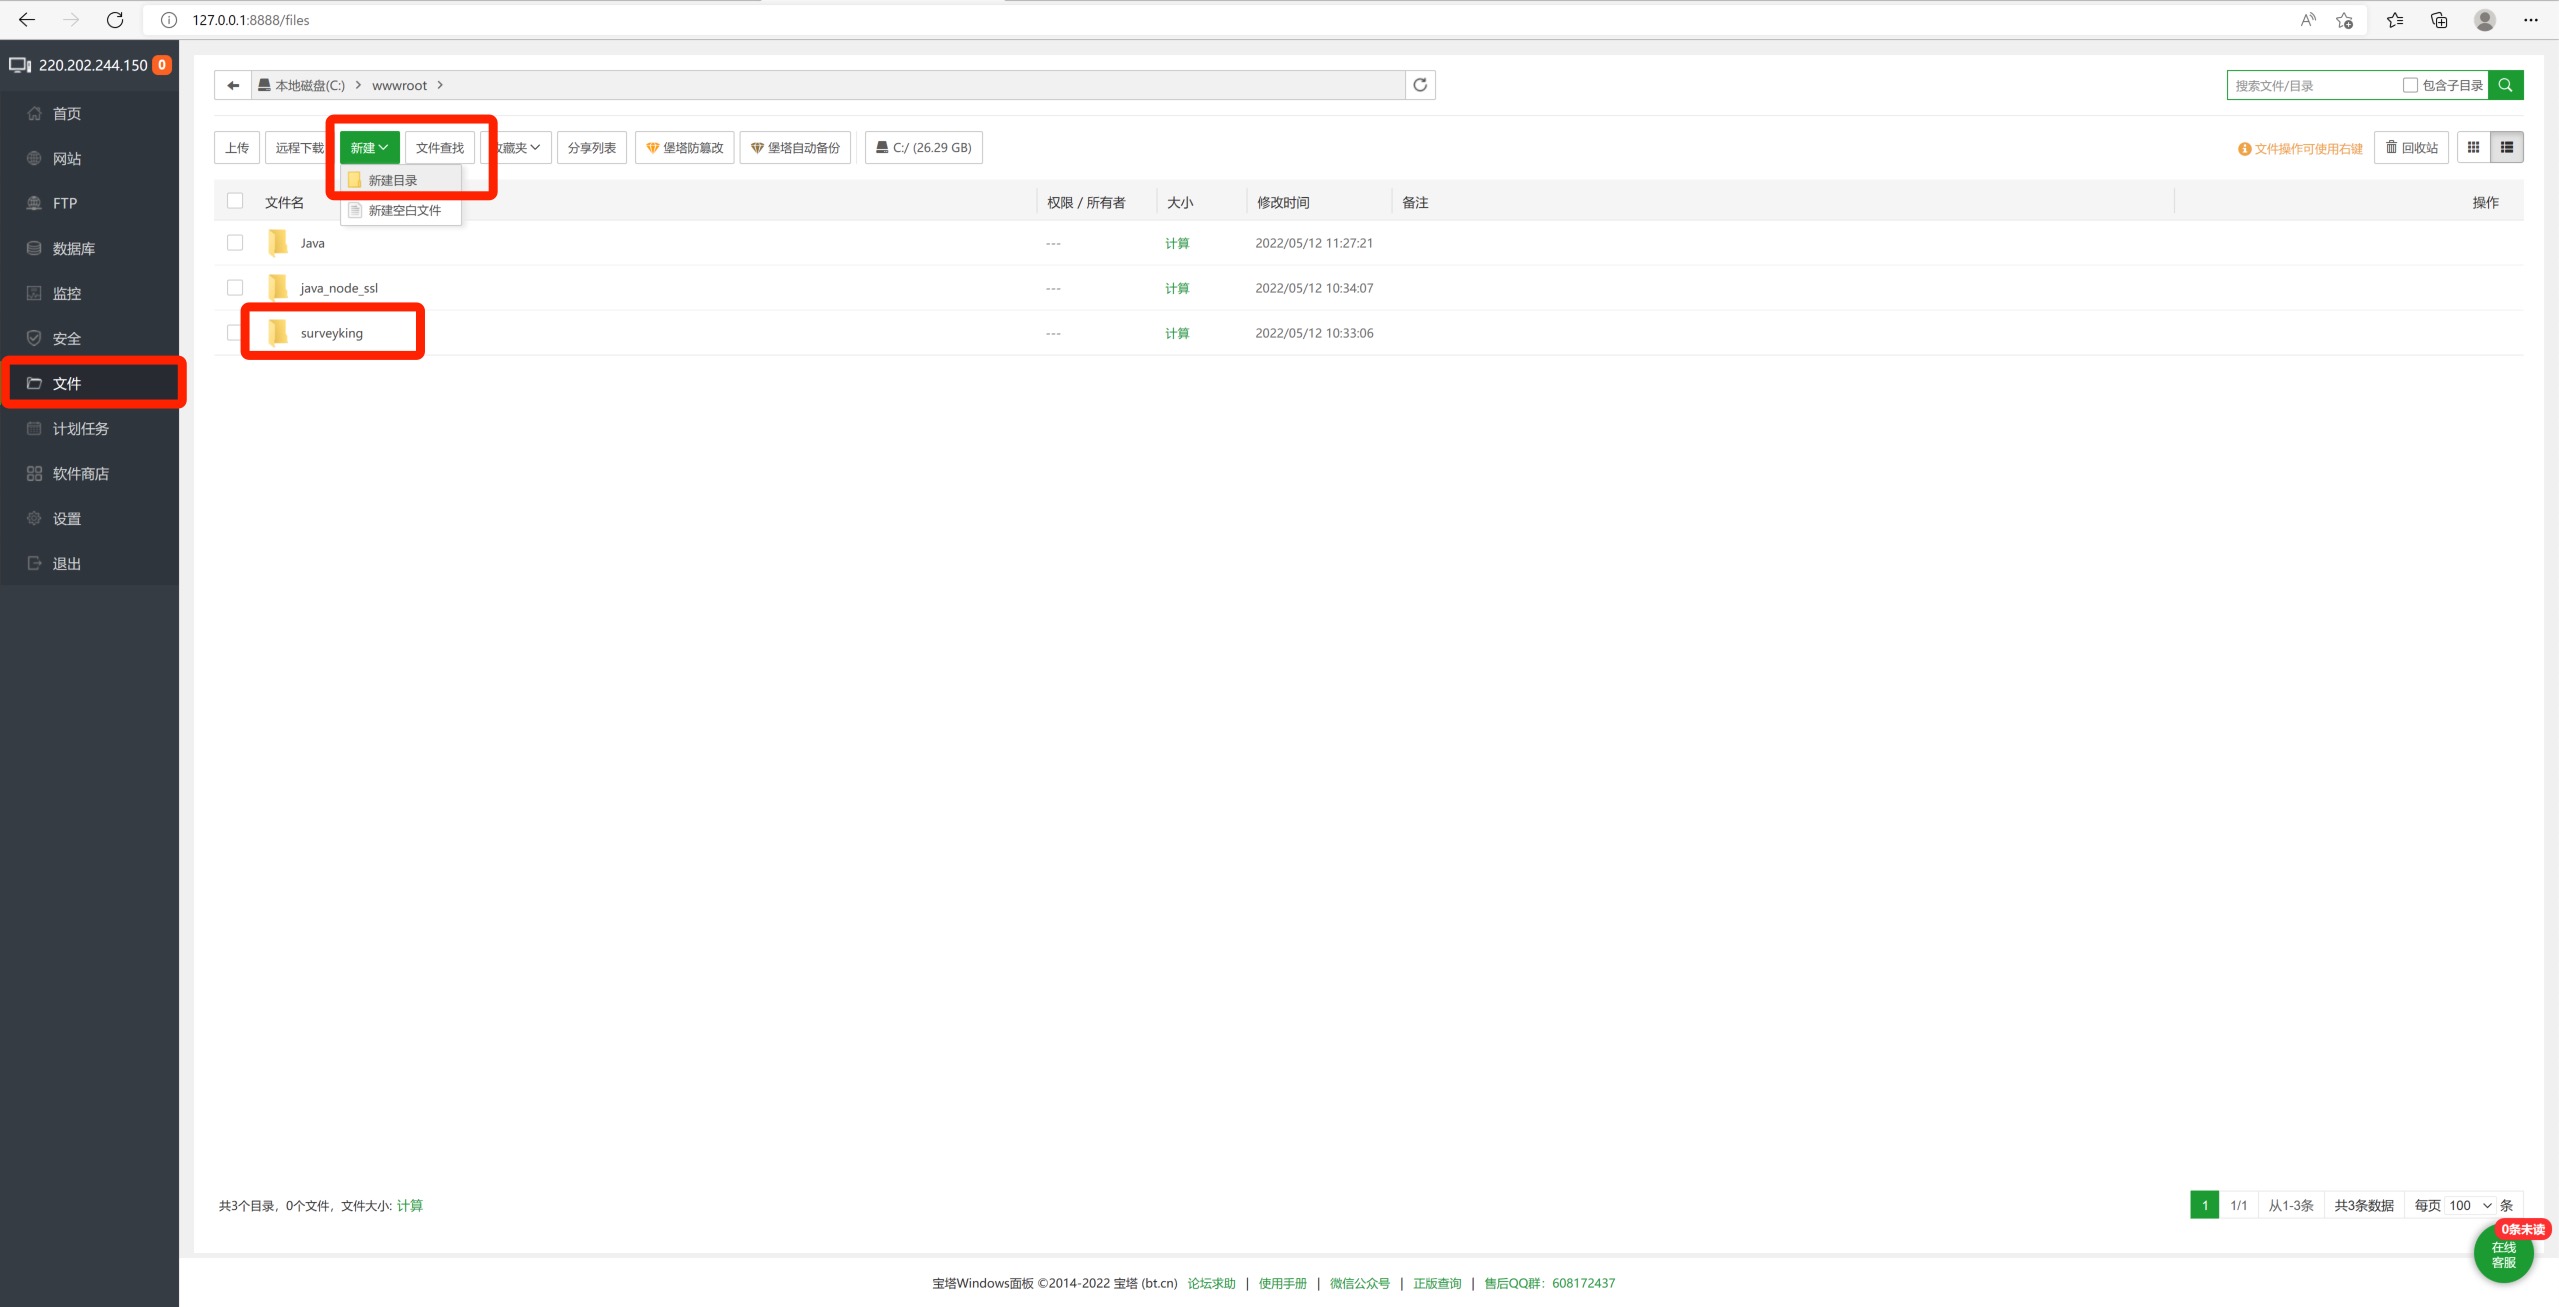 127.0.0.1:8888/files
220.202.244.150 0
首页
网站
FTP
数据库
监控
安全
文件
计划任务
软件商店
设置
退出
本地磁盘(C:) > wwwroot >
搜索文件/目录 包含子目录
上传 远程下载 新建 文件查找 藏夹 分享列表 堡塔防篡改 堡塔自动备份 C:/ (26.29 GB) 文件操作可使用右键 回收站
新建目录
新建空白文件
文件名 权限 / 所有者 大小 修改时间 备注 操作
Java --- 计算 2022/05/12 11:27:21
java_node_ssl --- 计算 2022/05/12 10:34:07
surveyking --- 计算 2022/05/12 10:33:06
共3个目录，0个文件，文件大小: 计算
1 1/1 从1-3条 共3条数据 每页 100 条
0条未读
在线
客服
宝塔Windows面板 ©2014-2022 宝塔 (bt.cn) 论坛求助 | 使用手册 | 微信公众号 | 正版查询 | 售后QQ群：608172437